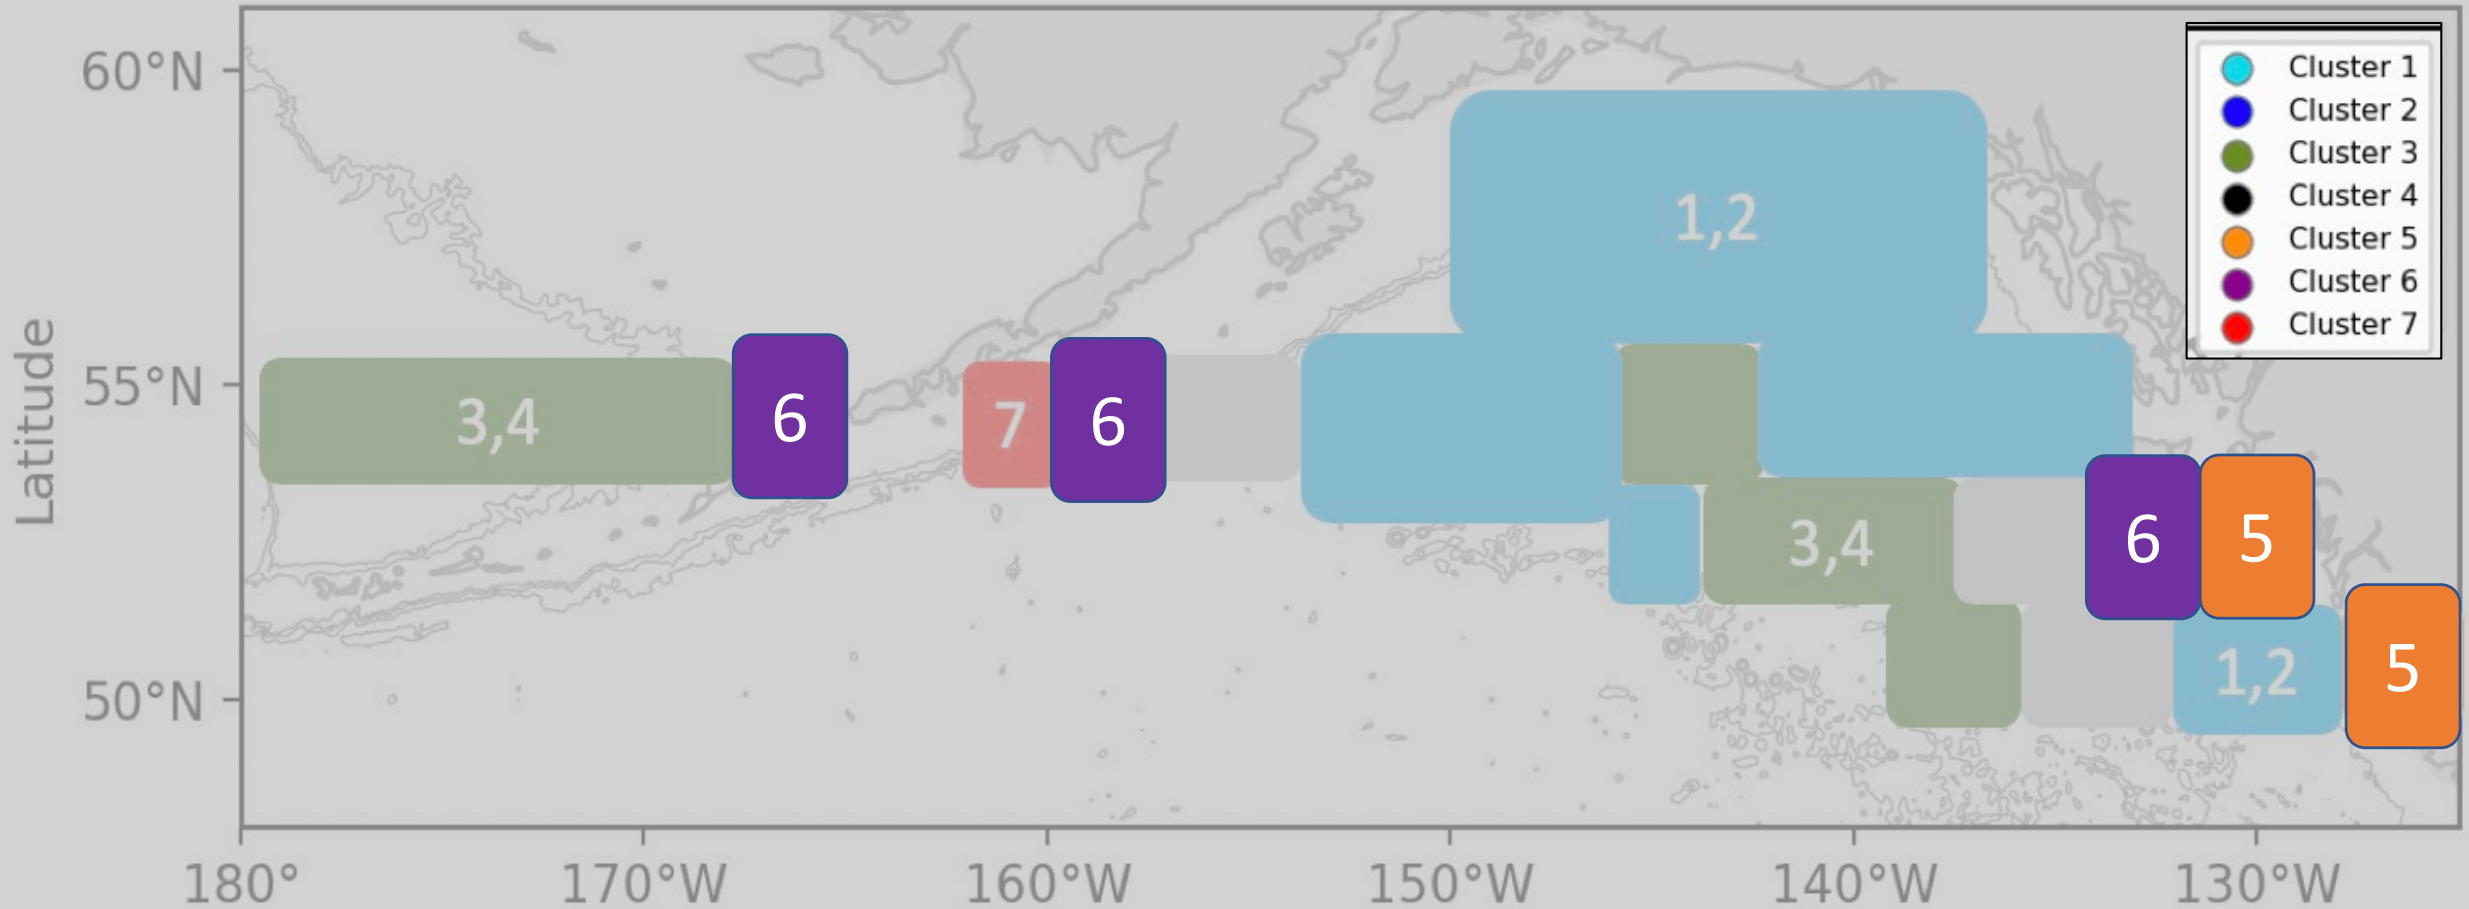 60°N
55°N
50°N
Latitude
Cluster 1
Cluster 2
Cluster 3
Cluster 4
Cluster 5
Cluster 6
Cluster 7
1,2
3,4
6
7
6
3,4
6
5
1,2
5
180°
170°W
160°W
150°W
140°W
130°W